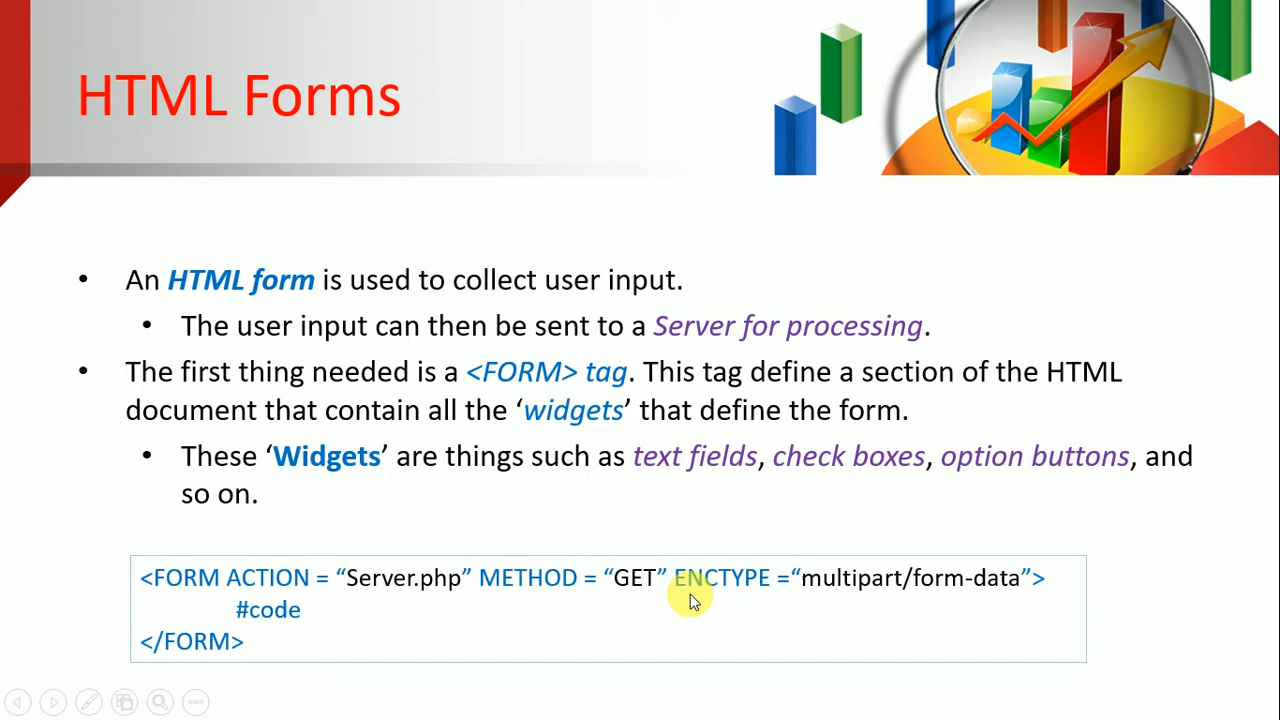 HTML Forms
• An HTML form is used to collect user input.
• The user input can then be sent to a Server for processing.
• The first thing needed is a <FORM> tag. This tag define a section of the HTML
document that contain all the ‘widgets’ that define the form.
• These ‘Widgets’ are things such as text fields, check boxes, option buttons, and
so on.
<FORM ACTION = “Server.php” METHOD = “GET” ENCTYPE =“multipart/form-data”>
#code
</FORM>